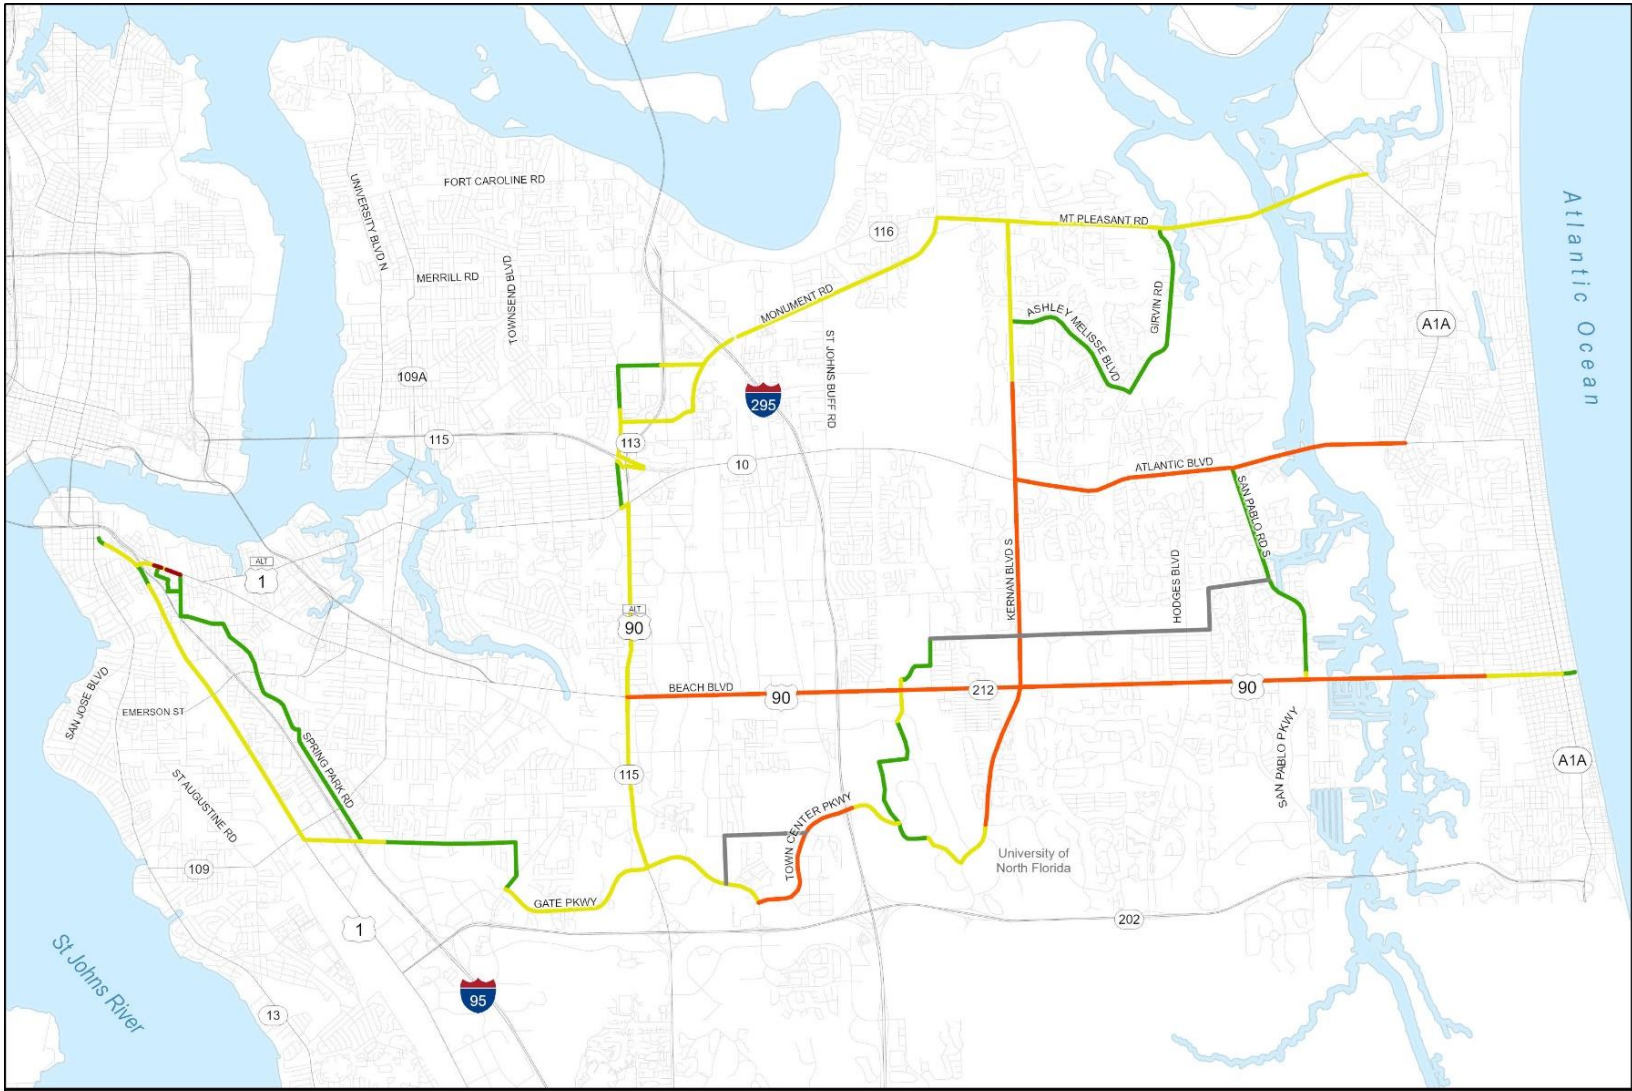 FORT CAROLINE RD
UNIVERSITY BLVD N
MERRILL RD
TOWNSEND BLVD
116
MT PLEASANT RD
MONUMENT RD
ASHLEY MELISSE BLVD
GIRVIN RD
Atlantic Ocean
A1A
ST JOHNS BUFF RD
109A
295
115
113
10
ATLANTIC BLVD
SAN PABLO RD S
KERNAN BLVD S
HODGES BLVD
ALT
1
ALT
90
BEACH BLVD
90
212
90
SAN JOSE BLVD
EMERSON ST
SPRING PARK RD
ST AUGUSTINE RD
115
TOWN CENTER PKWY
SAN PABLO PKWY
A1A
University of
North Florida
109
GATE PKWY
1
202
St Johns River
95
13